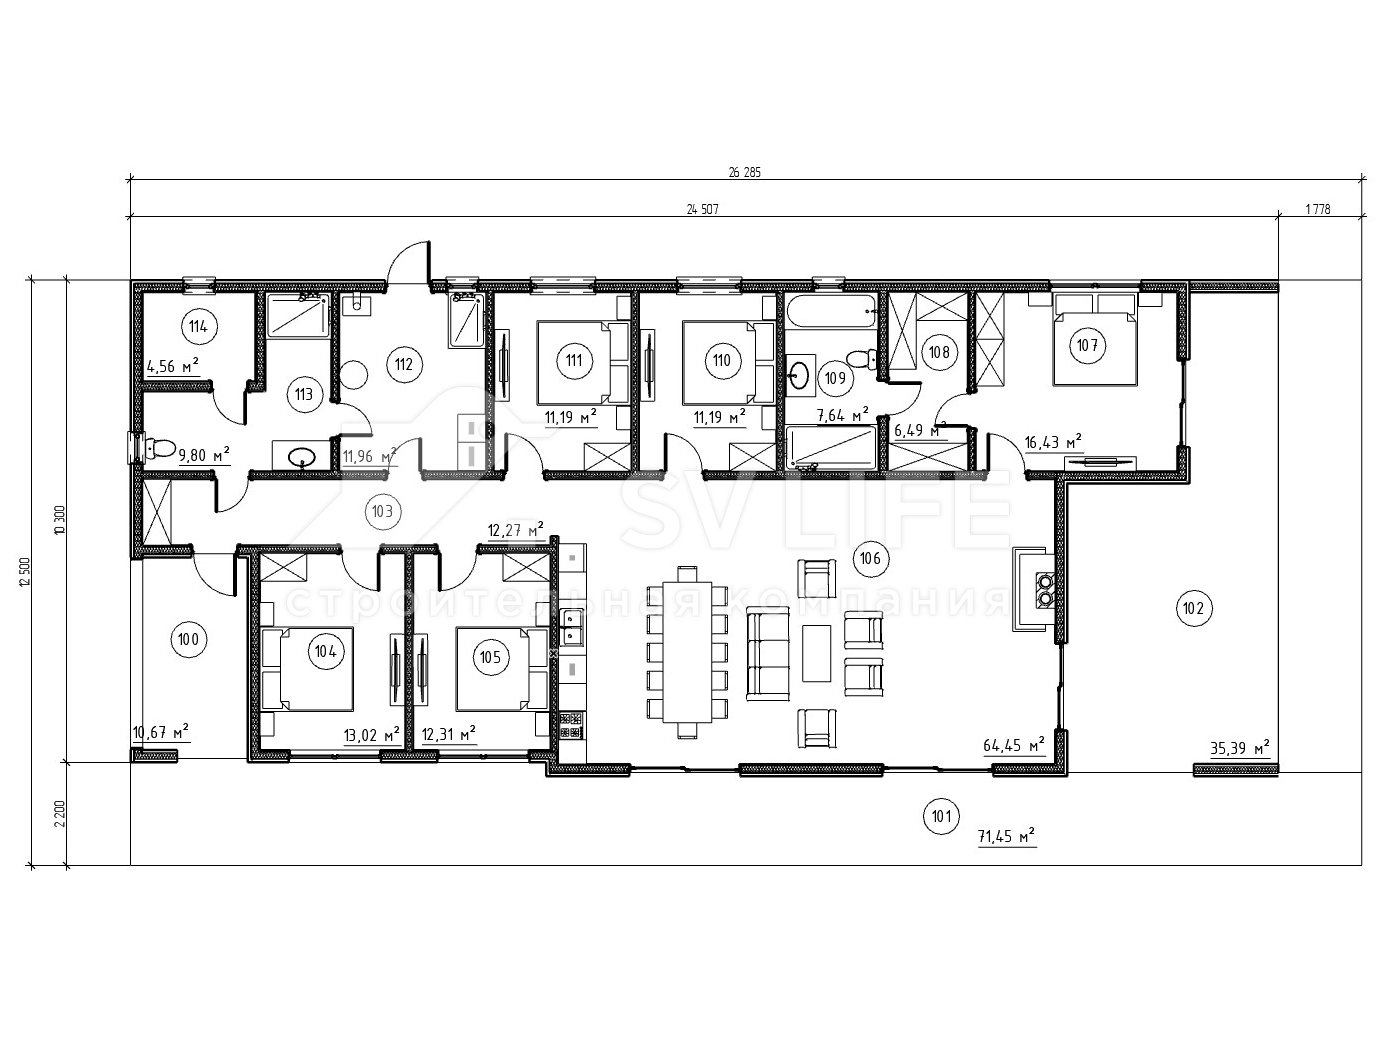 26 285
24 507
1 778
12 500
10 300
2 200
114
4,56 м²
113
9,80 м²
112
11,96 м²
111
11,19 м²
110
11,19 м²
109
7,64 м²
108
6,49 м²
107
16,43 м²
103
12,27 м²
SV LIFE
строительная компания
106
64,45 м²
100
10,67 м²
104
13,02 м²
105
12,31 м²
102
35,39 м²
101
71,45 м²